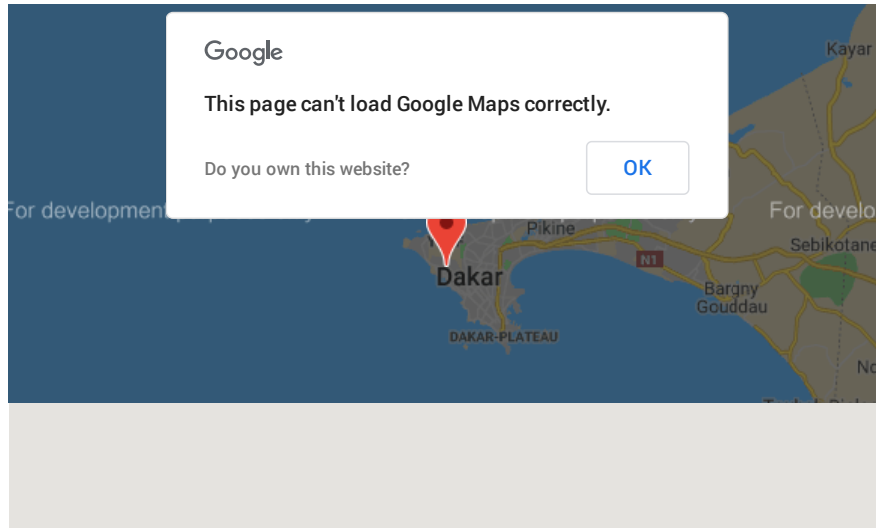 Google
This page can't load Google Maps correctly.
Do you own this website?
OK
Kayar
For development
For develo
Pikine
Sebikotane
N1
Dakar
Bargny
Gouddau
DAKAR-PLATEAU